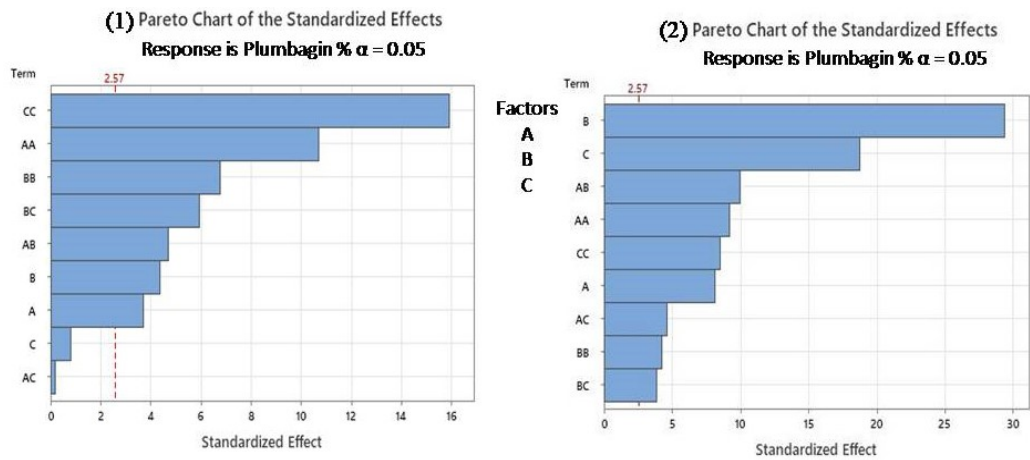 (1) Pareto Chart of the Standardized Effects
Response is Plumbagin % α = 0.05
Term
2.57
CC
AA
BB
BC
AB
B
A
C
AC
0 2 4 6 8 10 12 14 16
Standardized Effect
Factors
A
B
C
(2) Pareto Chart of the Standardized Effects
Response is Plumbagin % α = 0.05
Term
2.57
B
C
AB
AA
CC
A
AC
BB
BC
0 5 10 15 20 25 30
Standardized Effect